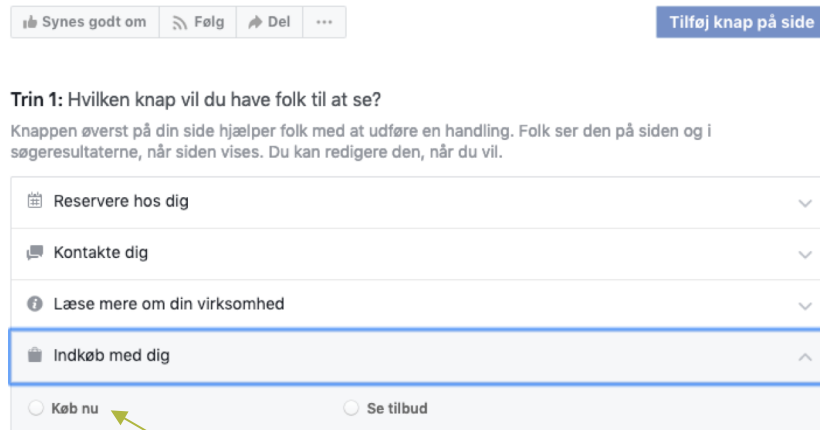 Synes godt om Følg Del ...
Tilføj knap på side
Trin 1: Hvilken knap vil du have folk til at se?
Knappen øverst på din side hjælper folk med at udføre en handling. Folk ser den på siden og i
søgeresultaterne, når siden vises. Du kan redigere den, når du vil.
Reservere hos dig
Kontakte dig
Læse mere om din virksomhed
Indkøb med dig
Køb nu
Se tilbud